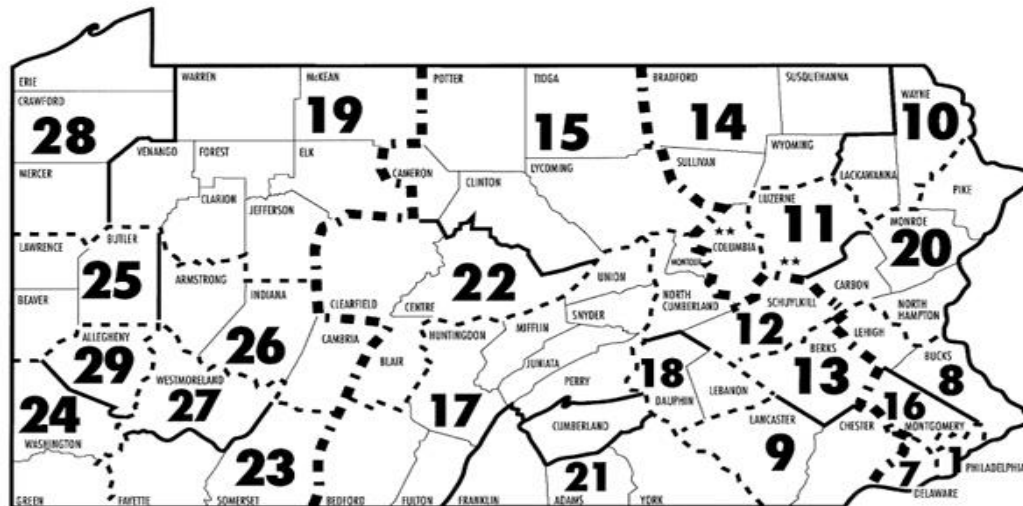 ERIE
CRAWFORD
28
MERCER
WARREN
McKEAN
19
VENANGO
FOREST
ELK
CLARION
JEFFERSON
CAMERON
POTTER
TIOGA
15
LYCOMING
CLINTON
BRADFORD
14
SUSQUEHANNA
SULLIVAN
WYOMING
WAYNE
10
LACKAWANNA
PIKE
LUZERNE
11
★★
COLUMBIA
★★
MONTOUR
MONROE
20
CARBON
NORTH
HAMPTON
LAWRENCE
BUTLER
25
BEAVER
ARMSTRONG
INDIANA
26
CLEARFIELD
CENTRE
22
UNION
SNYDER
NORTH
CUMBERLAND
SCHUYLKILL
12
LEHIGH
BUCKS
8
ALLEGHENY
29
WESTMORELAND
27
CAMBRIA
BLAIR
HUNTINGDON
MIFFLIN
JUNIATA
PERRY
17
18
DAUPHIN
LEBANON
BERKS
13
24
WASHINGTON
GREEN
FAYETTE
23
SOMERSET
BEDFORD
FULTON
FRANKLIN
CUMBERLAND
21
ADAMS
YORK
LANCASTER
9
CHESTER
16
MONTGOMERY
7
1
PHILADELPHIA
DELAWARE